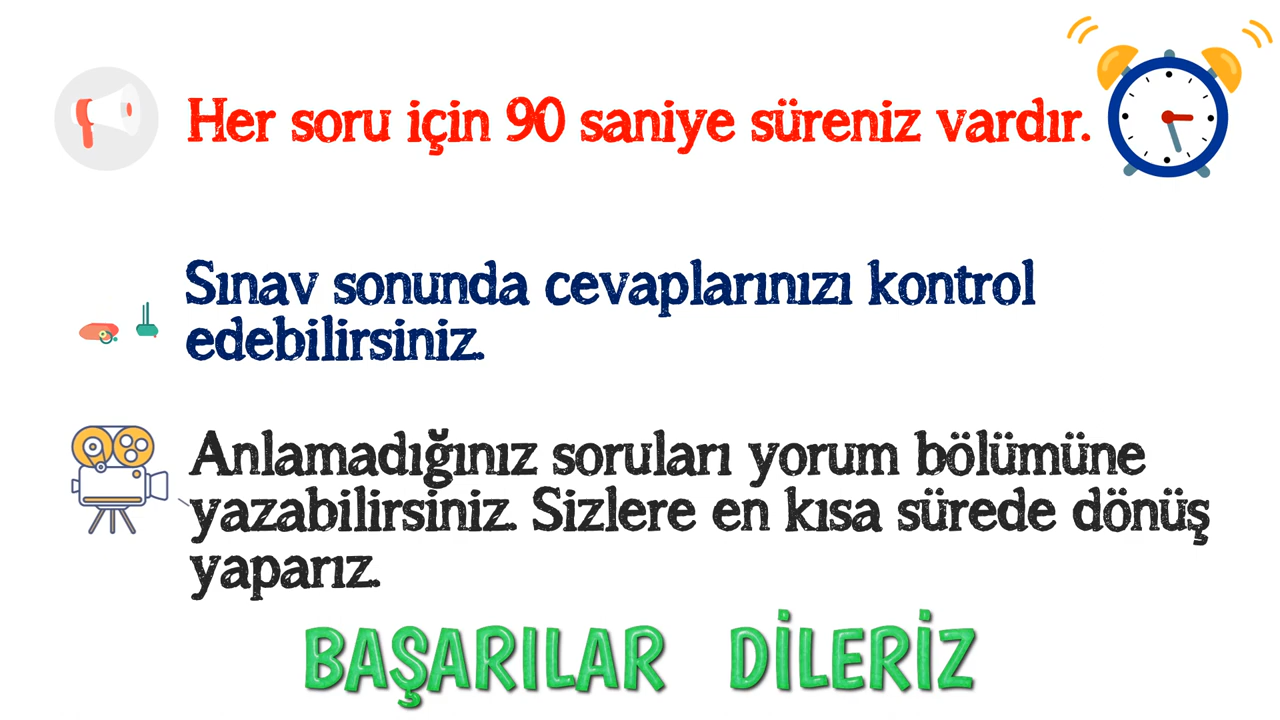 Her soru için 90 saniye süreniz vardır.
Sınav sonunda cevaplarınızı kontrol
edebilirsiniz.
Anlamadığınız soruları yorum bölümüne
yazabilirsiniz. Sizlere en kısa sürede dönüş
yaparız.
BAŞARILAR DİLERİZ